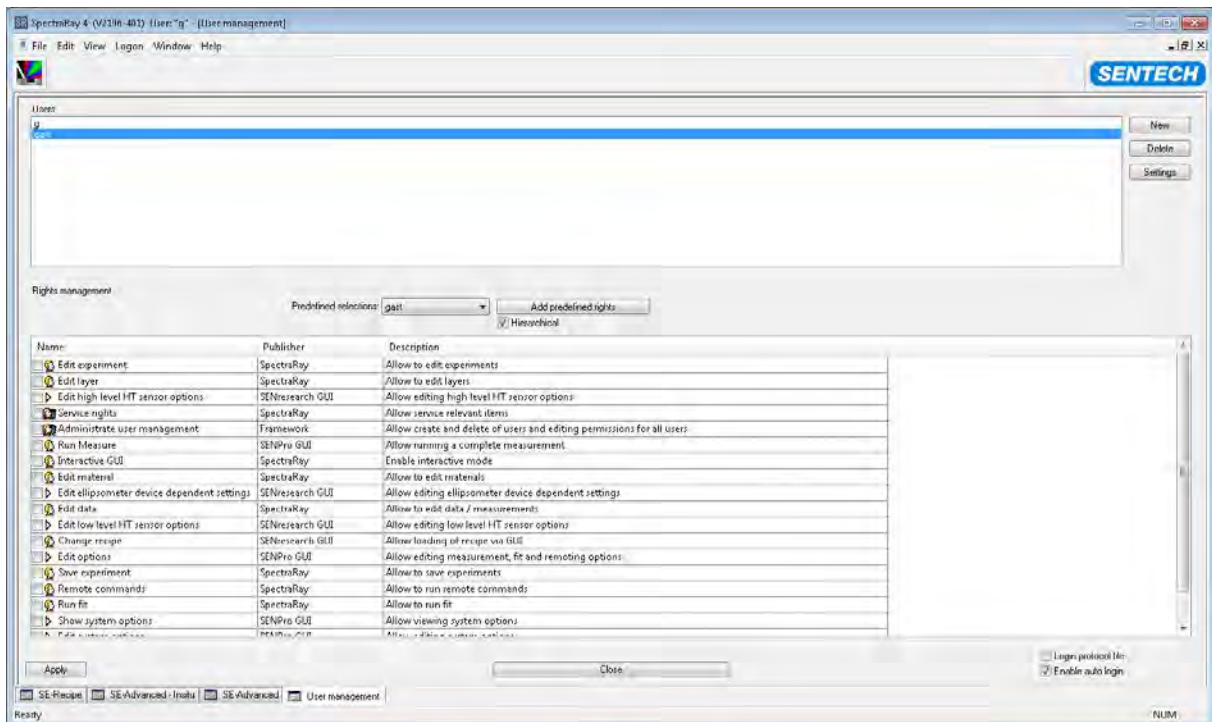 SpectraRay 4 (V2196-401) User: "g" - [User management]
File Edit View Logon Window Help
SENTECH
Users
g
New
Delete
Settings
Rights management
Predefined selections: gast Add predefined rights
Hierarchical
Name Publisher Description
Edit experiment SpectraRay Allow to edit experiments
Edit layer SpectraRay Allow to edit layers
Edit high level HT sensor options SENresearch GUI Allow editing high level HT sensor options
Service rights SpectraRay Allow service relevant items
Administrate user management Framework Allow create and delete of users and editing permissions for all users
Run Measure SENPro GUI Allow running a complete measurement
Interactive GUI SpectraRay Enable interactive mode
Edit material SpectraRay Allow to edit materials
Edit ellipsometer device dependent settings SENresearch GUI Allow editing ellipsometer device dependent settings
Edit data SpectraRay Allow to edit data / measurements
Edit low level HT sensor options SENresearch GUI Allow editing low level HT sensor options
Change recipe SENresearch GUI Allow loading of recipe via GUI
Edit options SENPro GUI Allow editing measurement, fit and remoting options
Save experiment SpectraRay Allow to save experiments
Remote commands SpectraRay Allow to run remote commands
Run fit SpectraRay Allow to run fit
Show system options SENPro GUI Allow viewing system options
Apply Close
Login protocol file
Enable auto login
SE-Recipe SE-Advanced - Insitu SE-Advanced User management
Ready NUM